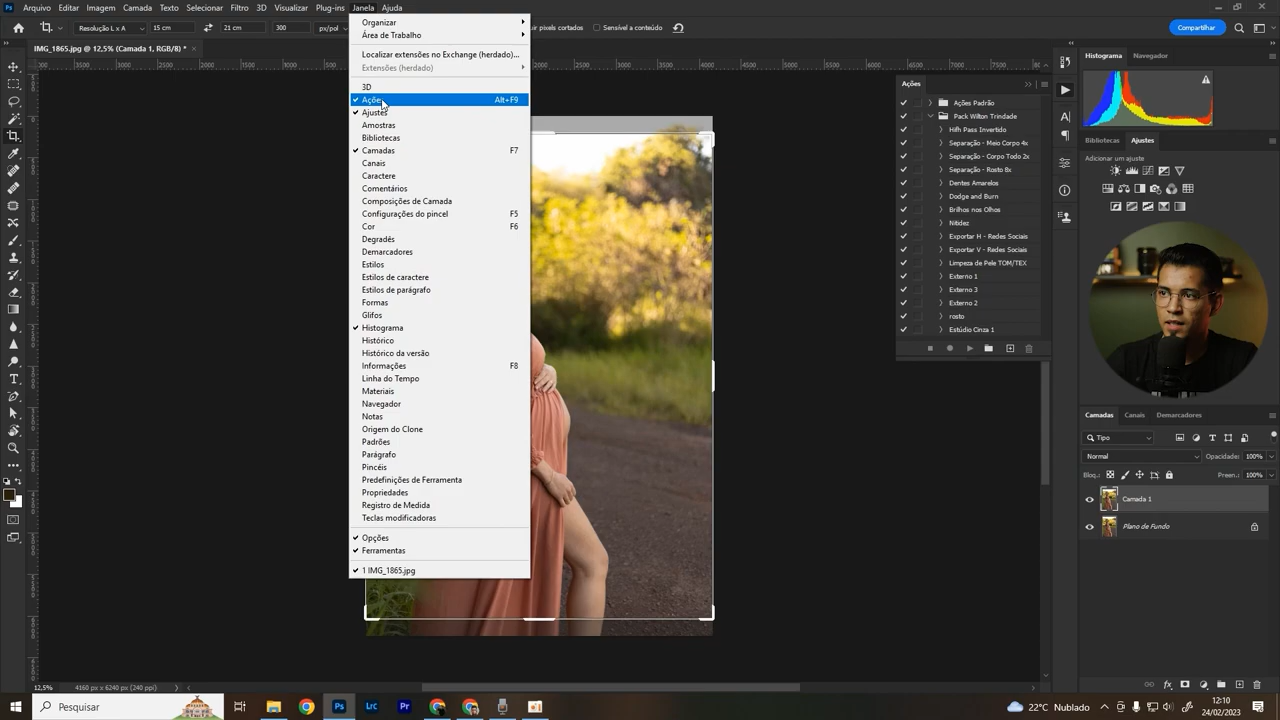 Arquivo Editar Imagem Camada Texto Selecionar Filtro 3D Visualizar Plug-ins Janela Ajuda
Resolução L x A 15 cm 21 cm 300 px/pol
pixels cortados Sensível a conteúdo Compartilhar
IMG_1865.jpg @ 12,5% (Camada 1, RGB/8) *
Organizar
Área de Trabalho
Localizar extensões no Exchange (herdado)...
Extensões (herdado)
3D
Ações Alt+F9
Ajustes
Amostras
Bibliotecas
Camadas F7
Canais
Caractere
Comentários
Composições de Camada
Configurações do pincel F5
Cor F6
Degradês
Demarcadores
Estilos
Estilos de caractere
Estilos de parágrafo
Formas
Glifos
Histograma
Histórico
Histórico da versão
Informações F8
Linha do Tempo
Materiais
Navegador
Notas
Origem do Clone
Padrões
Parágrafo
Pincéis
Predefinições de Ferramenta
Propriedades
Registro de Medida
Teclas modificadoras
Opções
Ferramentas
1 IMG_1865.jpg
Ações
Ações Padrão
Pack Wilton Trindade
Hifh Pass Invertido
Separação - Meio Corpo 4x
Separação - Corpo Todo 2x
Separação - Rosto 8x
Dentes Amarelos
Dodge and Burn
Brilhos nos Olhos
Nitidez
Exportar H - Redes Sociais
Exportar V - Redes Sociais
Limpeza de Pele TOM/TEX
Externo 1
Externo 3
Externo 2
rosto
Estúdio Cinza 1
Histograma Navegador
Bibliotecas Ajustes
Adicionar um ajuste
Camadas Canais Demarcadores
Tipo
Normal Opacidade: 100%
Bloq.: Preen.: 100%
Camada 1
Plano de Fundo
12,5% 4160 px x 6240 px (240 ppi)
Pesquisar
22°C Nublado
12:10
24/02/2023